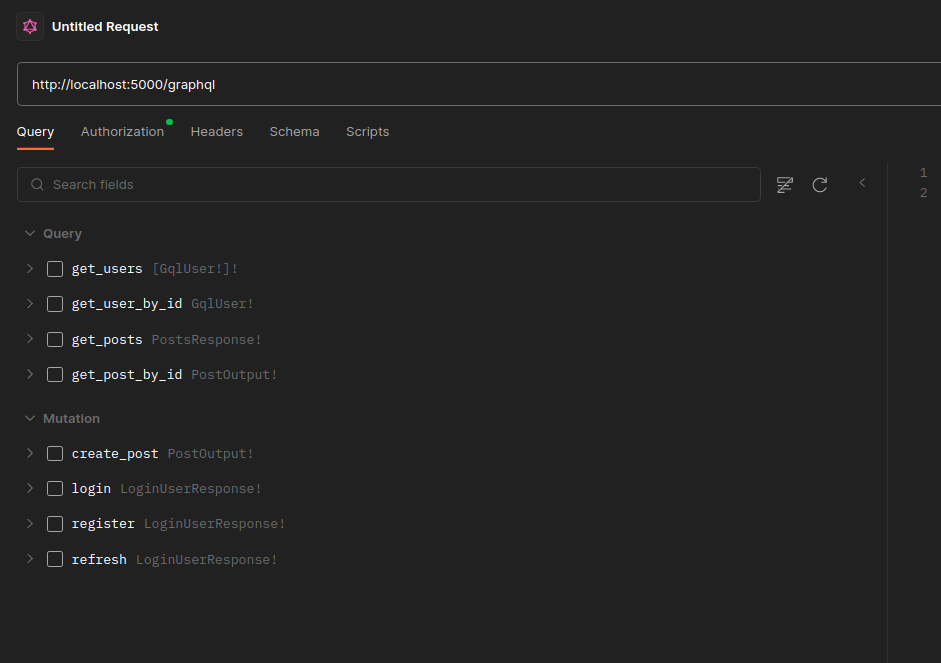 Untitled Request
http://localhost:5000/graphql
Query Authorization Headers Schema Scripts
Search fields
1
2
Query
get_users [GqlUser!]!
get_user_by_id GqlUser!
get_posts PostsResponse!
get_post_by_id PostOutput!
Mutation
create_post PostOutput!
login LoginUserResponse!
register LoginUserResponse!
refresh LoginUserResponse!